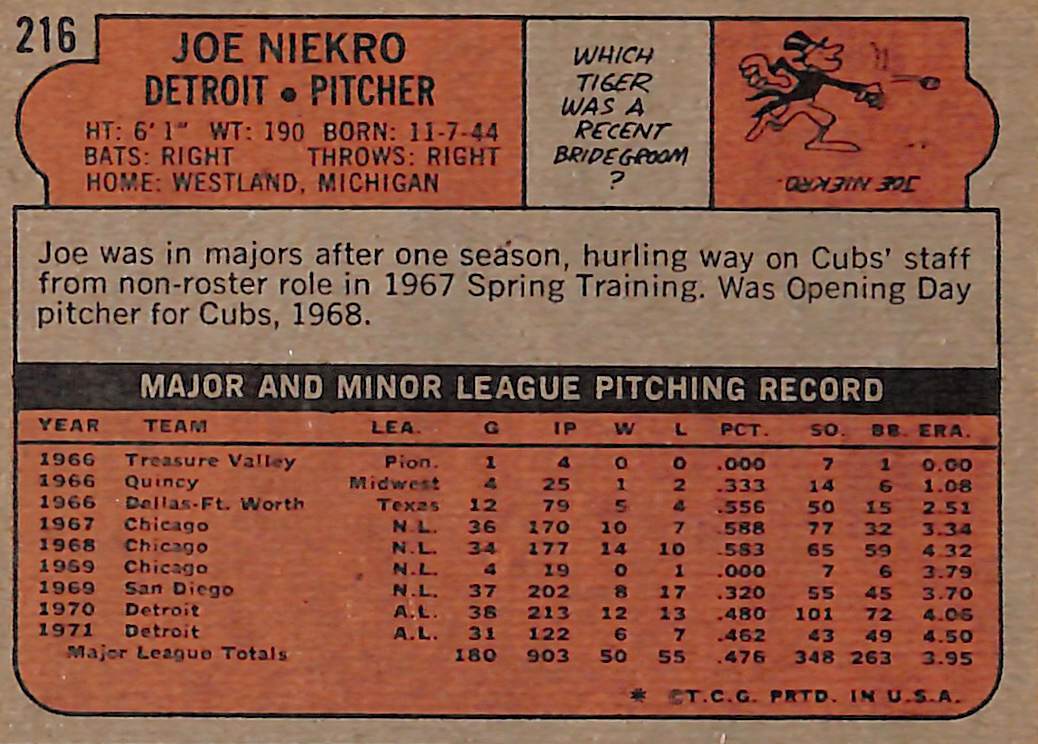 216
JOE NIEKRO
DETROIT • PITCHER
HT: 6'1" WT: 190 BORN: 11-7-44
BATS: RIGHT THROWS: RIGHT
HOME: WESTLAND, MICHIGAN
WHICH
TIGER
WAS A
RECENT
BRIDEGROOM
?
JOE NIEKRO.
Joe was in majors after one season, hurling way on Cubs' staff
from non-roster role in 1967 Spring Training. Was Opening Day
pitcher for Cubs, 1968.
MAJOR AND MINOR LEAGUE PITCHING RECORD
YEAR TEAM LEA. G IP W L PCT. SO. BB. ERA.
1966 Treasure Valley Pion. 1 4 0 0 .000 7 1 0.00
1966 Quincy Midwest 4 25 1 2 .333 14 6 1.08
1966 Dallas-Ft. Worth Texas 12 79 5 4 .556 50 15 2.51
1967 Chicago N.L. 36 170 10 7 .588 77 32 3.34
1968 Chicago N.L. 34 177 14 10 .583 65 59 4.32
1969 Chicago N.L. 4 19 0 1 .000 7 6 3.79
1969 San Diego N.L. 37 202 8 17 .320 55 45 3.70
1970 Detroit A.L. 38 213 12 13 .480 101 72 4.06
1971 Detroit A.L. 31 122 6 7 .462 43 49 4.50
Major League Totals 180 903 50 55 .476 348 263 3.95
* ©T.C.G. PRTD. IN U.S.A.